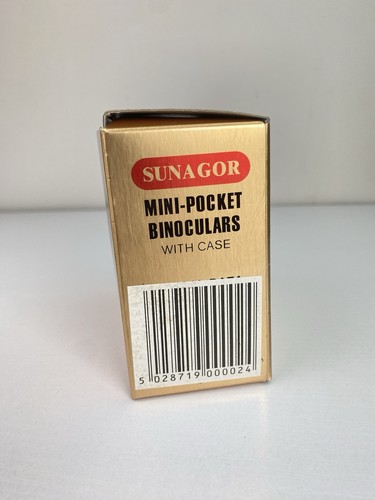 SUNAGOR
MINI-POCKET
BINOCULARS
WITH CASE
5 028719 000024